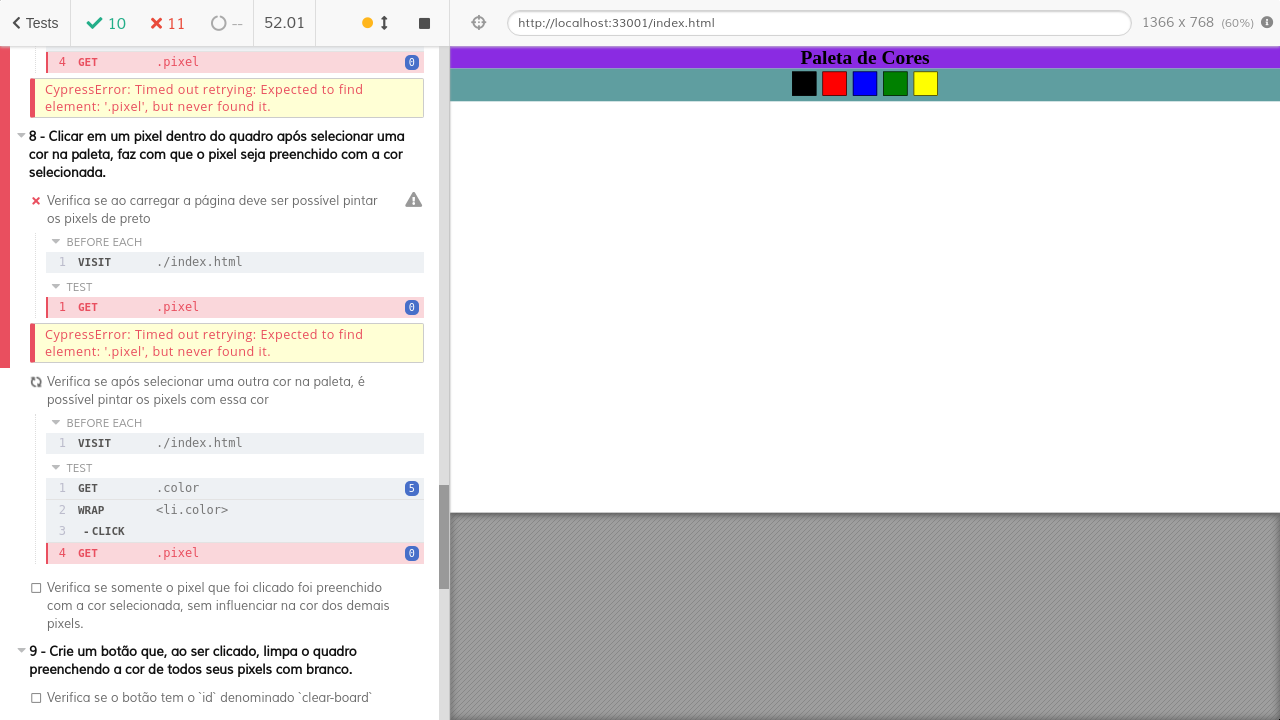 Tests 10 11 -- 52.01
http://localhost:33001/index.html 1366 x 768 (60%)
4 GET .pixel 0
CypressError: Timed out retrying: Expected to find
element: '.pixel', but never found it.
8 - Clicar em um pixel dentro do quadro após selecionar uma
cor na paleta, faz com que o pixel seja preenchido com a cor
selecionada.
Verifica se ao carregar a página deve ser possível pintar
os pixels de preto
BEFORE EACH
1 VISIT ./index.html
TEST
1 GET .pixel 0
CypressError: Timed out retrying: Expected to find
element: '.pixel', but never found it.
Verifica se após selecionar uma outra cor na paleta, é
possível pintar os pixels com essa cor
BEFORE EACH
1 VISIT ./index.html
TEST
1 GET .color 5
2 WRAP <li.color>
3 -CLICK
4 GET .pixel 0
Verifica se somente o pixel que foi clicado foi preenchido
com a cor selecionada, sem influenciar na cor dos demais
pixels.
9 - Crie um botão que, ao ser clicado, limpa o quadro
preenchendo a cor de todos seus pixels com branco.
Verifica se o botão tem o `id` denominado `clear-board`
Paleta de Cores